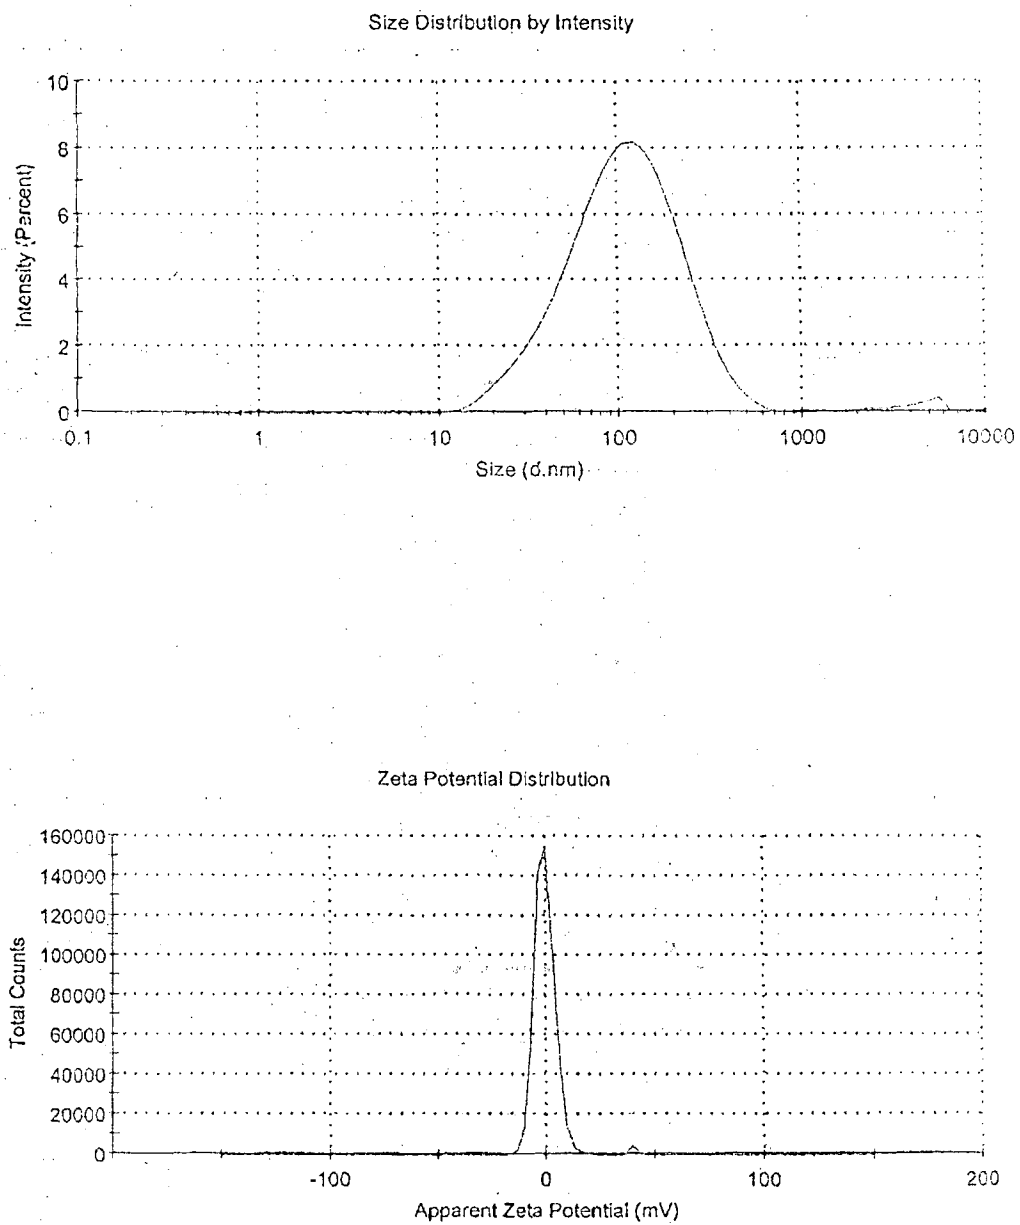 Size Distribution by Intensity
10
8
6
4
2
0
Intensity (Percent)
0.1 1 10 100 1000 10000
Size (d.nm)
Zeta Potential Distribution
160000
140000
120000
100000
80000
60000
40000
20000
0
Total Counts
-100 0 100 200
Apparent Zeta Potential (mV)